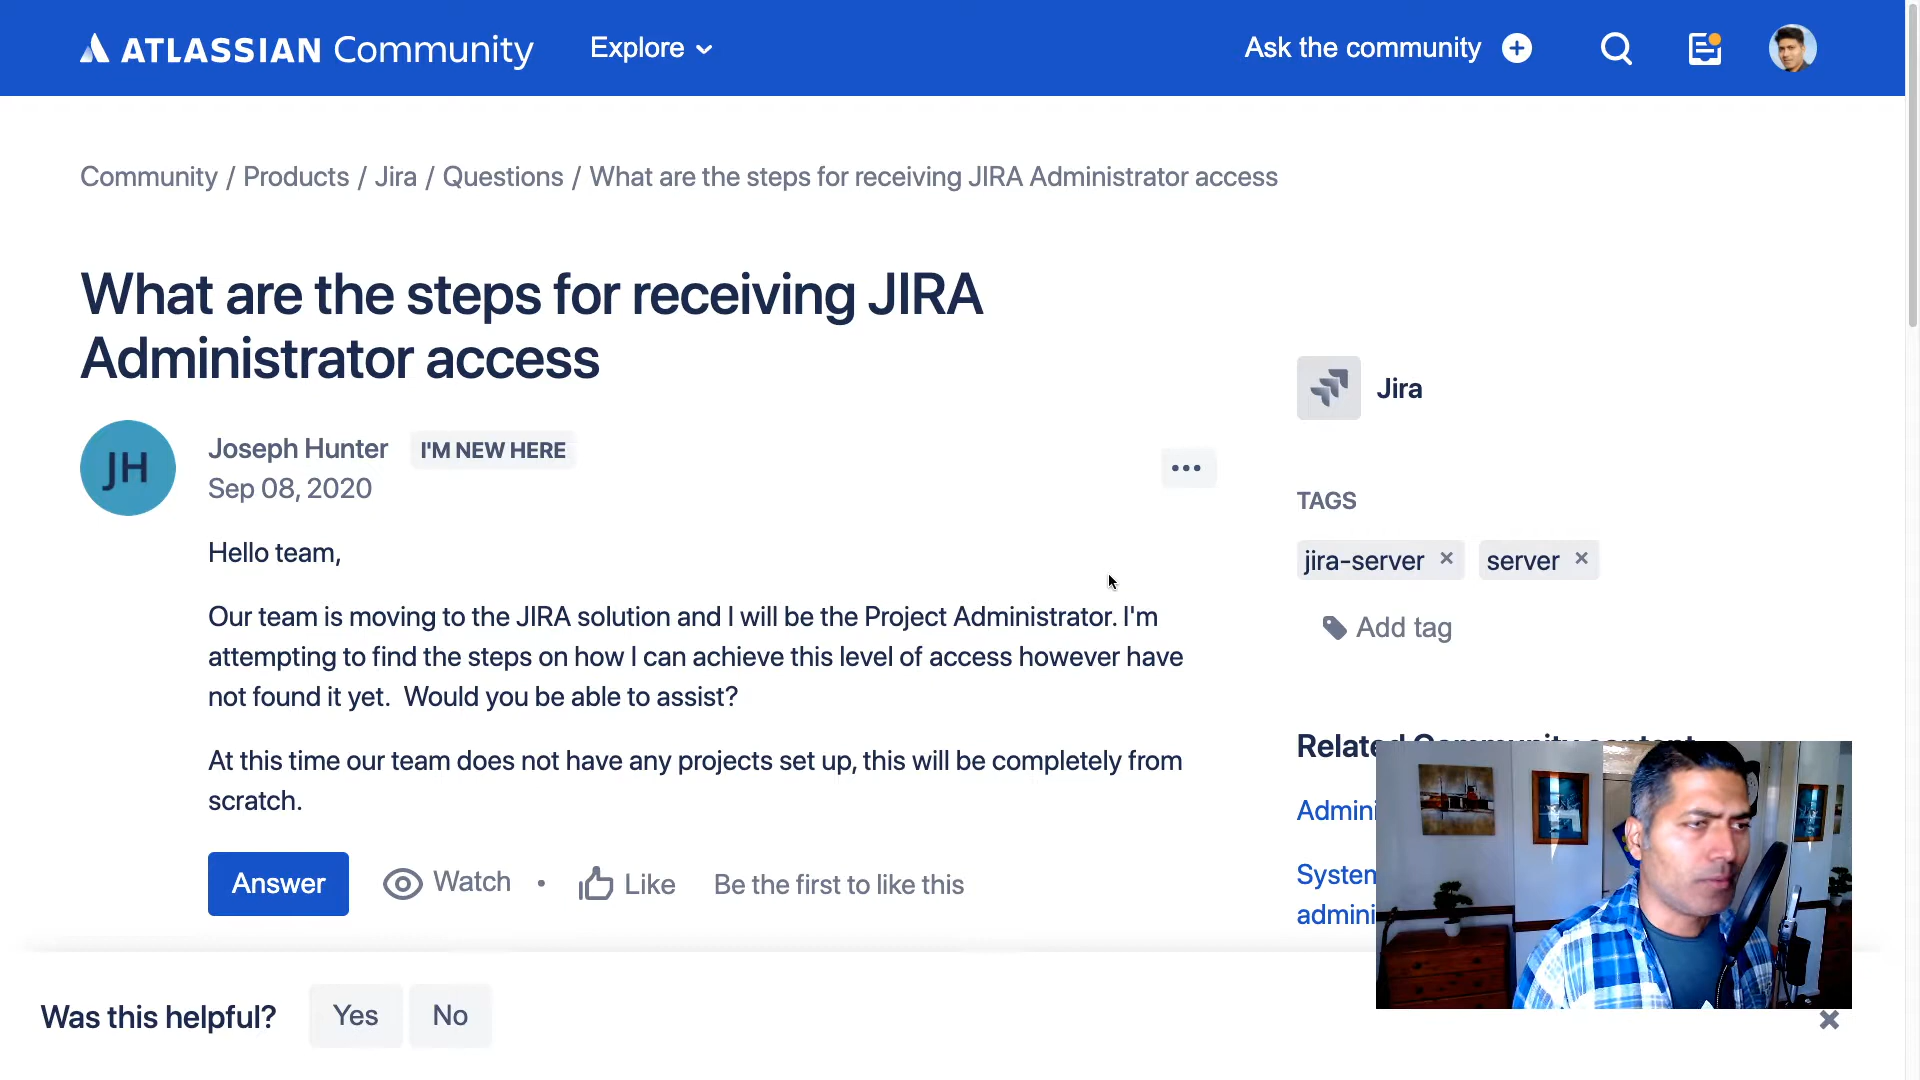 ATLASSIAN Community
Explore
Ask the community
Community / Products / Jira / Questions / What are the steps for receiving JIRA Administrator access
What are the steps for receiving JIRA
Administrator access
JH
Joseph Hunter
I'M NEW HERE
Sep 08, 2020
Hello team,
Our team is moving to the JIRA solution and I will be the Project Administrator. I'm
attempting to find the steps on how I can achieve this level of access however have
not found it yet.  Would you be able to assist?
At this time our team does not have any projects set up, this will be completely from
scratch.
Answer
Watch
•
Like
Be the first to like this
Jira
TAGS
jira-server ×
server ×
Add tag
Related Community content
Was this helpful?
Yes
No